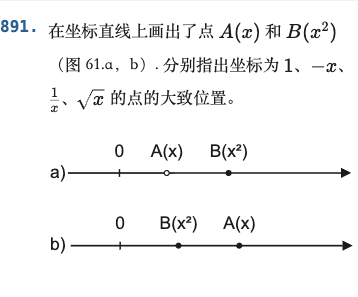 891. 在坐标直线上画出了点 A(x) 和 B(x²)
（图 61.a，b）. 分别指出坐标为 1、−x、
1/x、√x 的点的大致位置。
0 A(x) B(x²)
a)
0 B(x²) A(x)
b)